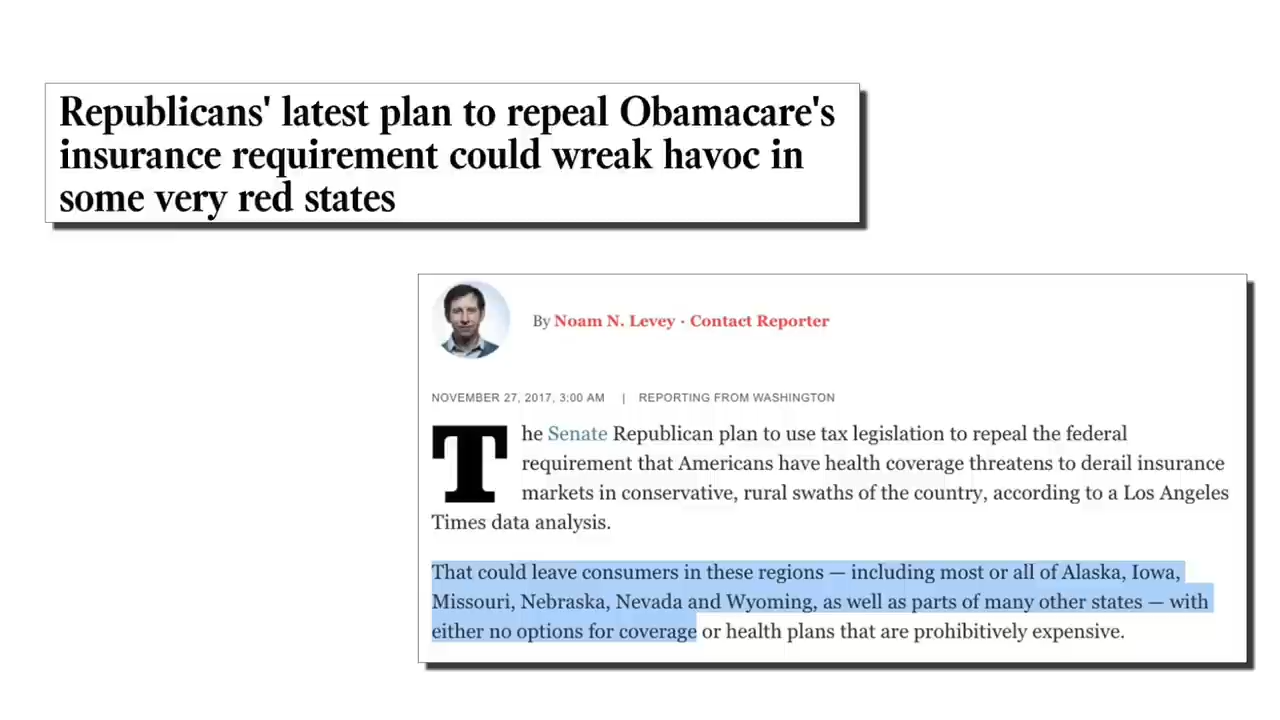 Republicans' latest plan to repeal Obamacare's
insurance requirement could wreak havoc in
some very red states
By Noam N. Levey · Contact Reporter
NOVEMBER 27, 2017, 3:00 AM | REPORTING FROM WASHINGTON
The Senate Republican plan to use tax legislation to repeal the federal
requirement that Americans have health coverage threatens to derail insurance
markets in conservative, rural swaths of the country, according to a Los Angeles
Times data analysis.
That could leave consumers in these regions — including most or all of Alaska, Iowa,
Missouri, Nebraska, Nevada and Wyoming, as well as parts of many other states — with
either no options for coverage or health plans that are prohibitively expensive.